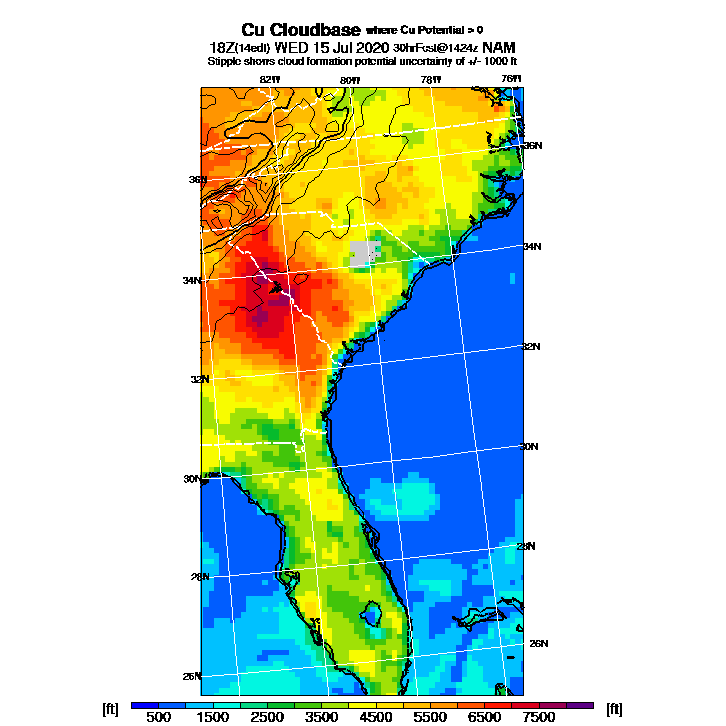 Cu Cloudbase where Cu Potential > 0
18Z(14edt) WED 15 Jul 2020 30hrFcst@1424z NAM
Stipple shows cloud formation potential uncertainty of +/- 1000 ft
82W 80W 78W 76W
36N
36N
34N
34N
32N
32N
30N
30N
28N
28N
26N
26N
[ft] 500 1500 2500 3500 4500 5500 6500 7500 [ft]